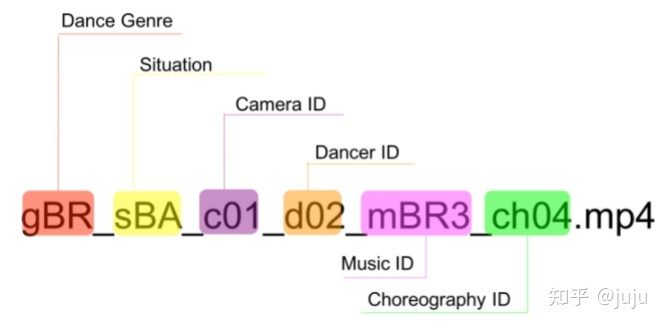 Dance Genre
Situation
Camera ID
Dancer ID
gBR_sBA_c01_d02_mBR3_ch04.mp4
Music ID
Choreography ID
知乎 @juju